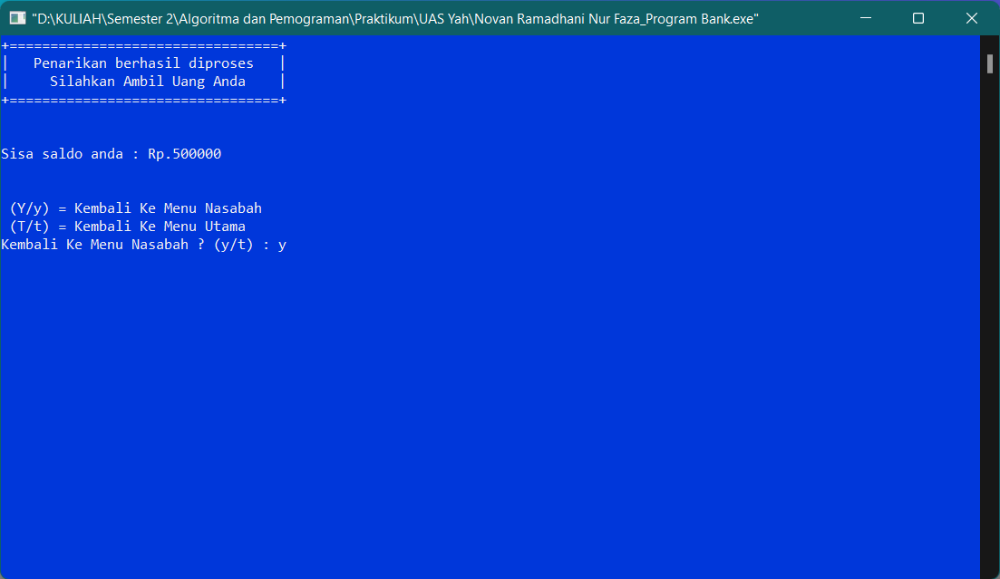 "D:\KULIAH\Semester 2\Algoritma dan Pemograman\Praktikum\UAS Yah\Novan Ramadhani Nur Faza_Program Bank.exe"
+=================================+
|   Penarikan berhasil diproses   |
|     Silahkan Ambil Uang Anda    |
+=================================+
Sisa saldo anda : Rp.500000
(Y/y) = Kembali Ke Menu Nasabah
(T/t) = Kembali Ke Menu Utama
Kembali Ke Menu Nasabah ? (y/t) : y